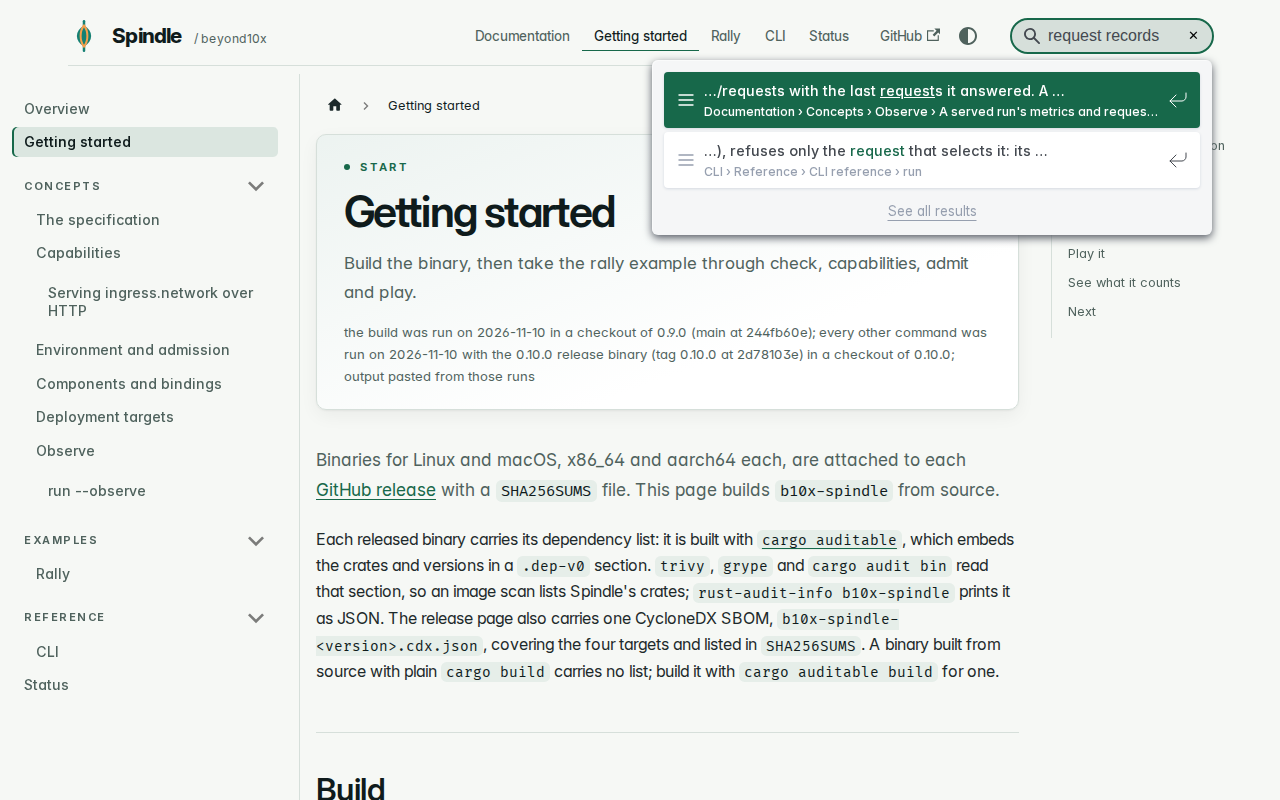 Spindle / beyond10x
Documentation Getting started Rally CLI Status GitHub
request records ×
…/requests with the last requests it answered. A …
Documentation › Concepts › Observe › A served run's metrics and reques…
…), refuses only the request that selects it: its …
CLI › Reference › CLI reference › run
See all results
Overview
Getting started
CONCEPTS
The specification
Capabilities
Serving ingress.network over
HTTP
Environment and admission
Components and bindings
Deployment targets
Observe
run --observe
EXAMPLES
Rally
REFERENCE
CLI
Status
Getting started
START
Getting started
Build the binary, then take the rally example through check, capabilities, admit
and play.
the build was run on 2026-11-10 in a checkout of 0.9.0 (main at 244fb60e); every other command was
run on 2026-11-10 with the 0.10.0 release binary (tag 0.10.0 at 2d78103e) in a checkout of 0.10.0;
output pasted from those runs
Binaries for Linux and macOS, x86_64 and aarch64 each, are attached to each
GitHub release with a SHA256SUMS file. This page builds b10x-spindle from source.
Each released binary carries its dependency list: it is built with cargo auditable, which embeds
the crates and versions in a .dep-v0 section. trivy, grype and cargo audit bin read
that section, so an image scan lists Spindle's crates; rust-audit-info b10x-spindle prints it
as JSON. The release page also carries one CycloneDX SBOM, b10x-spindle-
<version>.cdx.json, covering the four targets and listed in SHA256SUMS. A binary built from
source with plain cargo build carries no list; build it with cargo auditable build for one.
Build
on
Play it
See what it counts
Next